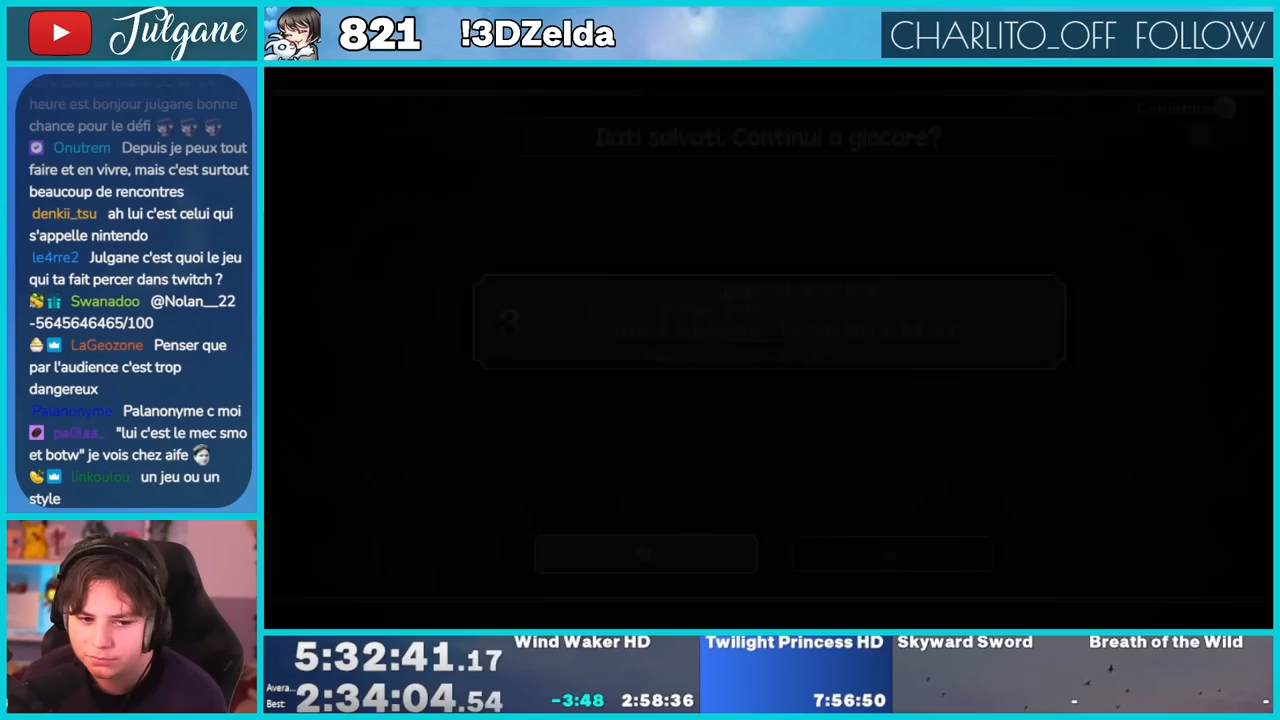 Julgane
821
!3DZelda
CHARLITO_OFF FOLLOW
heure est bonjour julgane bonne
chance pour le défi
Onutrem Depuis je peux tout
faire et en vivre, mais c'est surtout
beaucoup de rencontres
denkii_tsu ah lui c'est celui qui
s'appelle nintendo
le4rre2 Julgane c'est quoi le jeu
qui ta fait percer dans twitch ?
Swanadoo @Nolan__22
-5645646465/100
LaGeozone Penser que
par l'audience c'est trop
dangereux
Palanonyme Palanonyme c moi
pa0laa_ "lui c'est le mec smo
et botw" je vois chez aife
linkoulou un jeu ou un
style
Dati salvati. Continui a giocare?
3
5:32:41.17
Avera...
Best:
2:34:04.54
Wind Waker HD
-3:48 2:58:36
Twilight Princess HD
7:56:50
Skyward Sword
-
Breath of the Wild
-